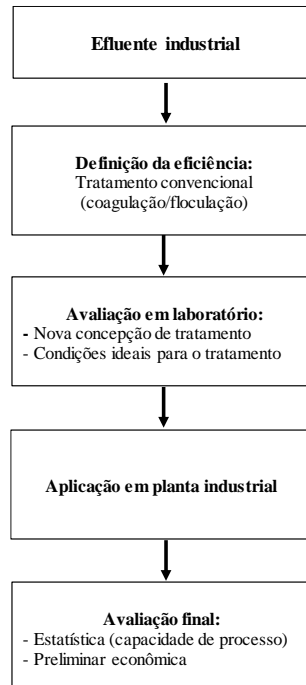 Efluente industrial
Definição da eficiência:
Tratamento convencional
(coagulação/floculação)
Avaliação em laboratório:
- Nova concepção de tratamento
- Condições ideais para o tratamento
Aplicação em planta industrial
Avaliação final:
- Estatística (capacidade de processo)
- Preliminar econômica